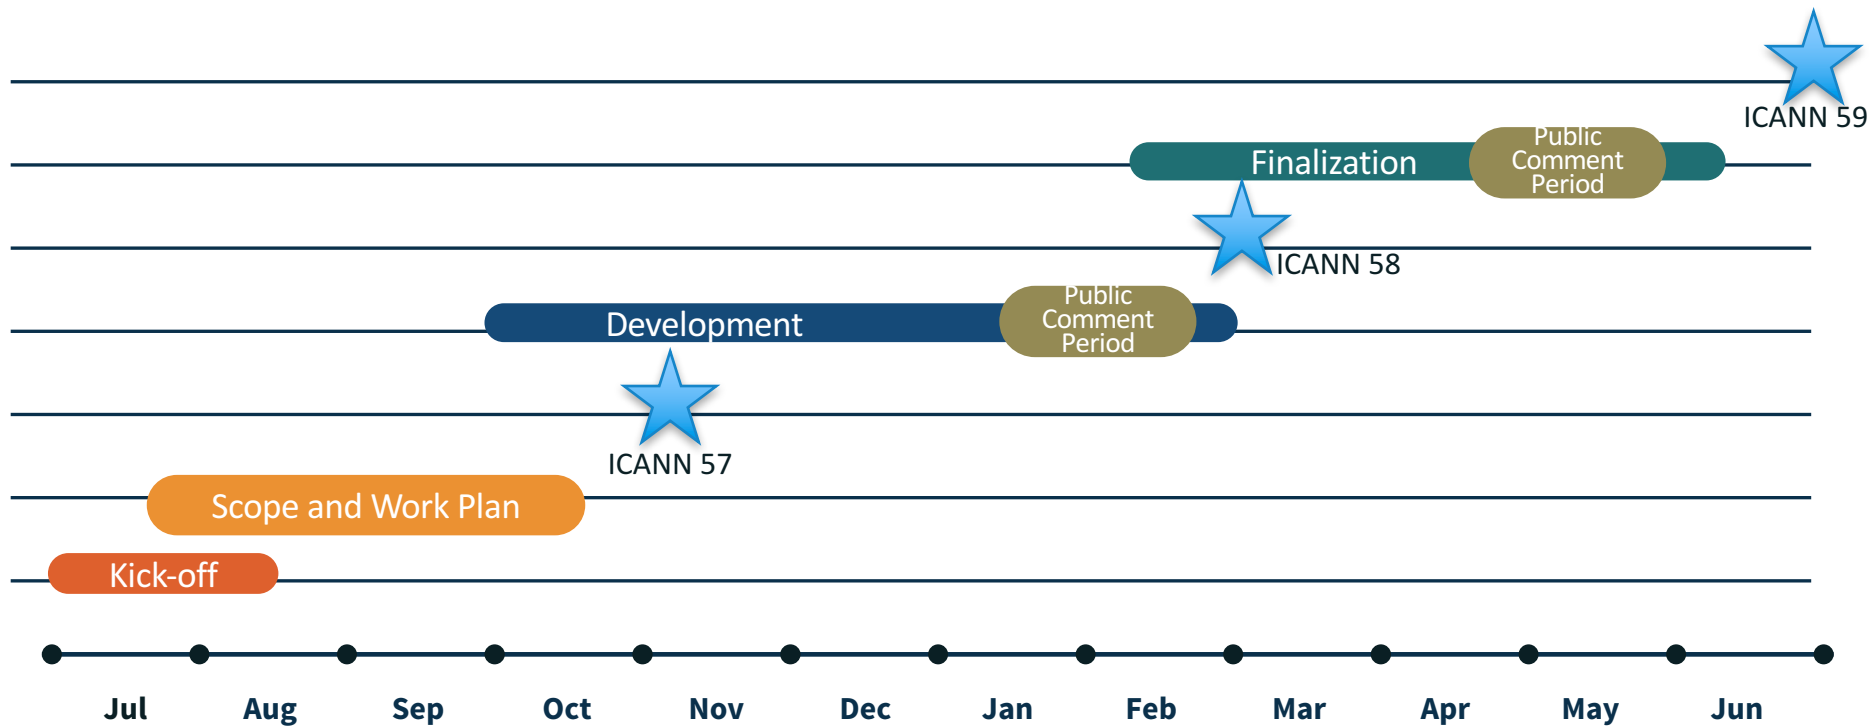 ICANN 59
Finalization
Public
Comment
Period
ICANN 58
Development
Public
Comment
Period
ICANN 57
Scope and Work Plan
Kick-off
Jul Aug Sep Oct Nov Dec Jan Feb Mar Apr May Jun